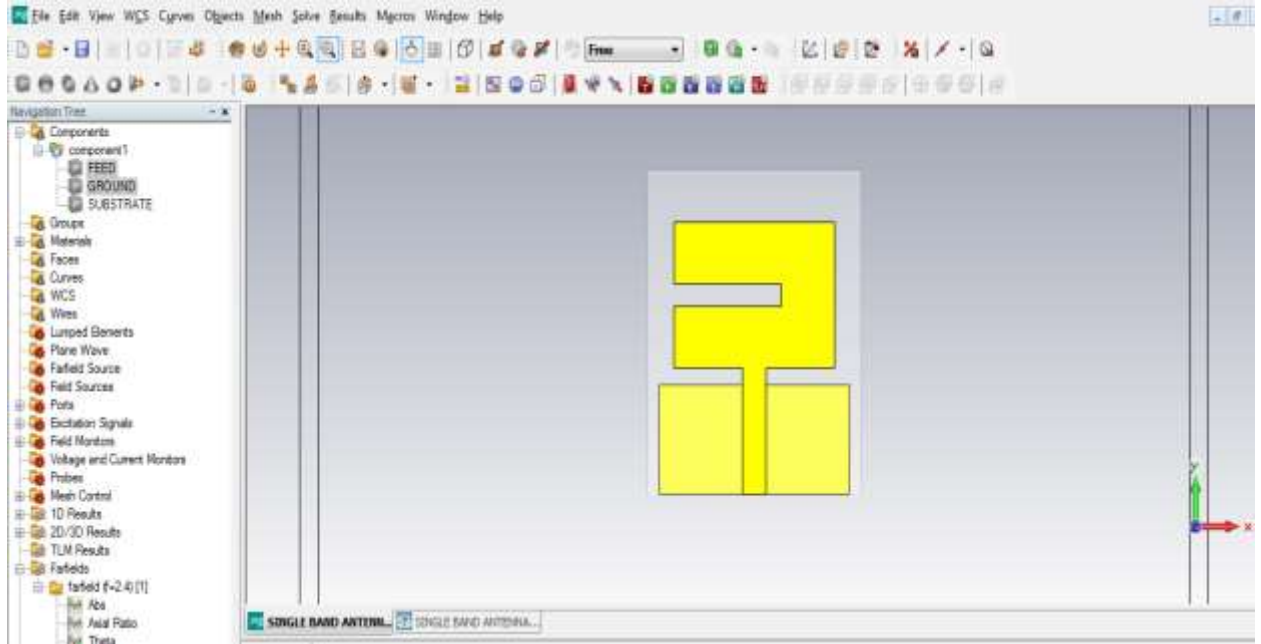 File Edit View WCS Curves Objects Mesh Solve Results Macros Window Help
Free
Navigation Tree
Components
component1
FEED
GROUND
SUBSTRATE
Groups
Materials
Faces
Curves
WCS
Wires
Lumped Elements
Plane Wave
Farfield Source
Field Sources
Ports
Excitation Signals
Field Monitors
Voltage and Current Monitors
Probes
Mesh Control
1D Results
2D/3D Results
TLM Results
Farfields
farfield (f=2.4) [1]
Abs
Axial Ratio
Theta
y
x
SINGLE BAND ANTENN... SINGLE BAND ANTENNA...